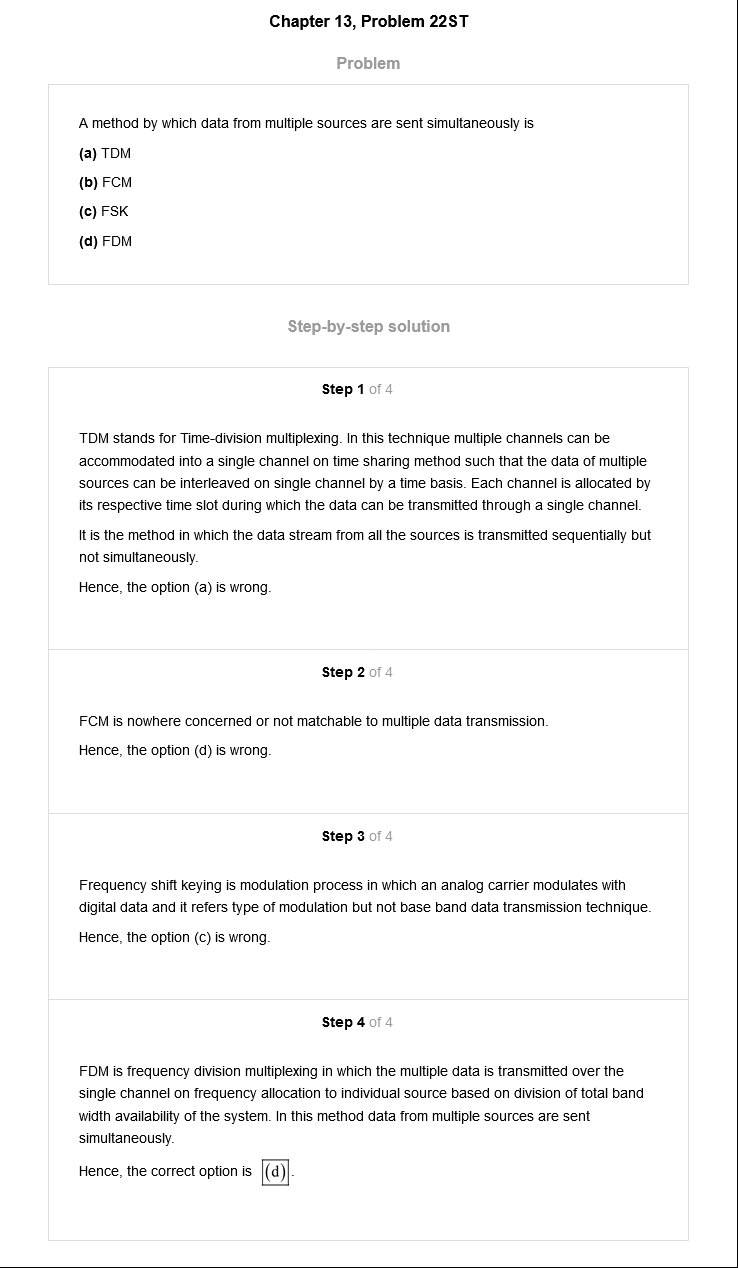 Chapter 13, Problem 22ST
Problem
A method by which data from multiple sources are sent simultaneously is
(a) TDM
(b) FCM
(c) FSK
(d) FDM
Step-by-step solution
Step 1 of 4
TDM stands for Time-division multiplexing. In this technique multiple channels can be
accommodated into a single channel on time sharing method such that the data of multiple
sources can be interleaved on single channel by a time basis. Each channel is allocated by
its respective time slot during which the data can be transmitted through a single channel.
It is the method in which the data stream from all the sources is transmitted sequentially but
not simultaneously.
Hence, the option (a) is wrong.
Step 2 of 4
FCM is nowhere concerned or not matchable to multiple data transmission.
Hence, the option (d) is wrong.
Step 3 of 4
Frequency shift keying is modulation process in which an analog carrier modulates with
digital data and it refers type of modulation but not base band data transmission technique.
Hence, the option (c) is wrong.
Step 4 of 4
FDM is frequency division multiplexing in which the multiple data is transmitted over the
single channel on frequency allocation to individual source based on division of total band
width availability of the system. In this method data from multiple sources are sent
simultaneously.
Hence, the correct option is (d).